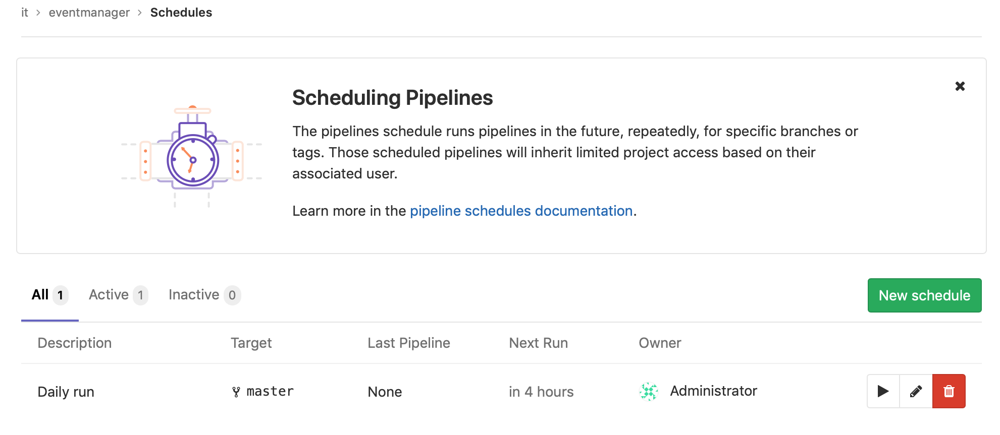 it > eventmanager > Schedules
Scheduling Pipelines
The pipelines schedule runs pipelines in the future, repeatedly, for specific branches or
tags. Those scheduled pipelines will inherit limited project access based on their
associated user.
Learn more in the pipeline schedules documentation.
All 1 Active 1 Inactive 0 New schedule
Description Target Last Pipeline Next Run Owner
Daily run master None in 4 hours Administrator